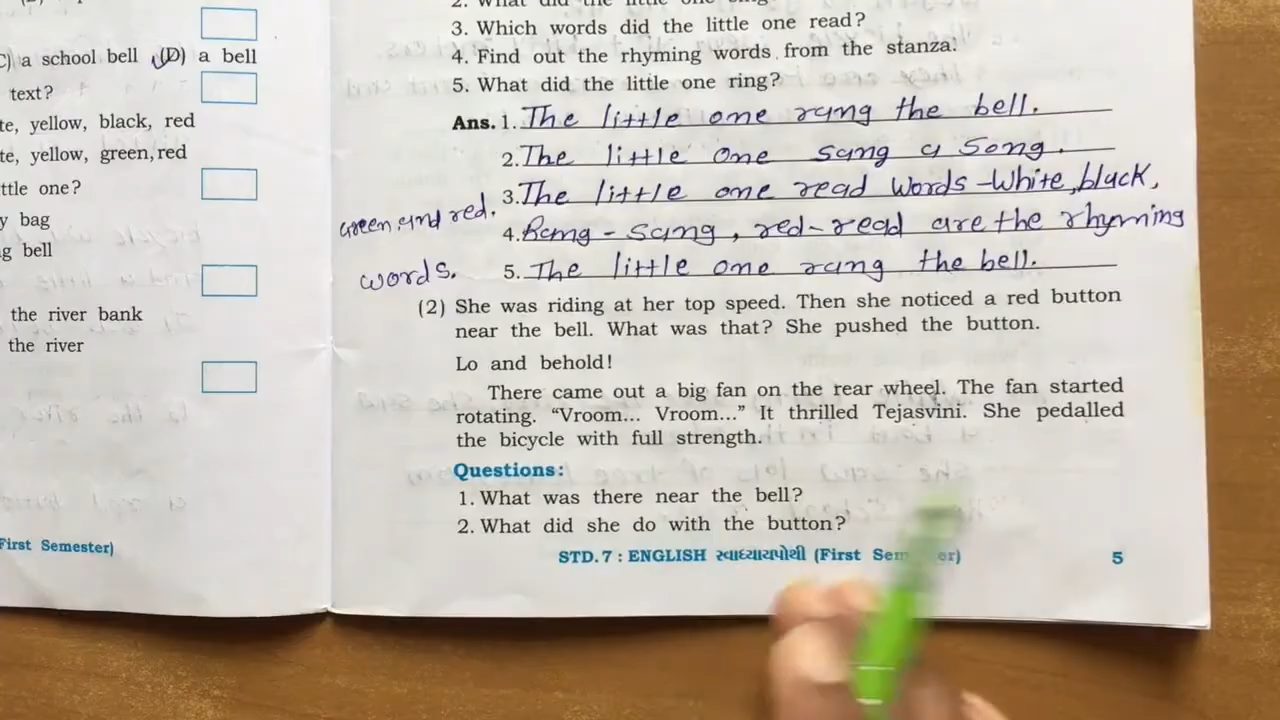 C) a school bell (D) a bell
text?
te, yellow, black, red
te, yellow, green, red
ttle one?
y bag
g bell
the river bank
the river
First Semester)
2. What did the little one
3. Which words did the little one read?
4. Find out the rhyming words from the stanza.
5. What did the little one ring?
Ans. 1. The little one rang the bell.
2. The little one sang a song.
3. The little one read words - White, black,
green and red.
4. Bang - sang, red - read are the rhyming
words.
5. The little one rang the bell.
(2) She was riding at her top speed. Then she noticed a red button
near the bell. What was that? She pushed the button.
Lo and behold!
There came out a big fan on the rear wheel. The fan started
rotating. “Vroom... Vroom...” It thrilled Tejasvini. She pedalled
the bicycle with full strength.
Questions:
1. What was there near the bell?
2. What did she do with the button?
STD. 7 : ENGLISH સ્વાધ્યાયપોથી (First Semester) 5